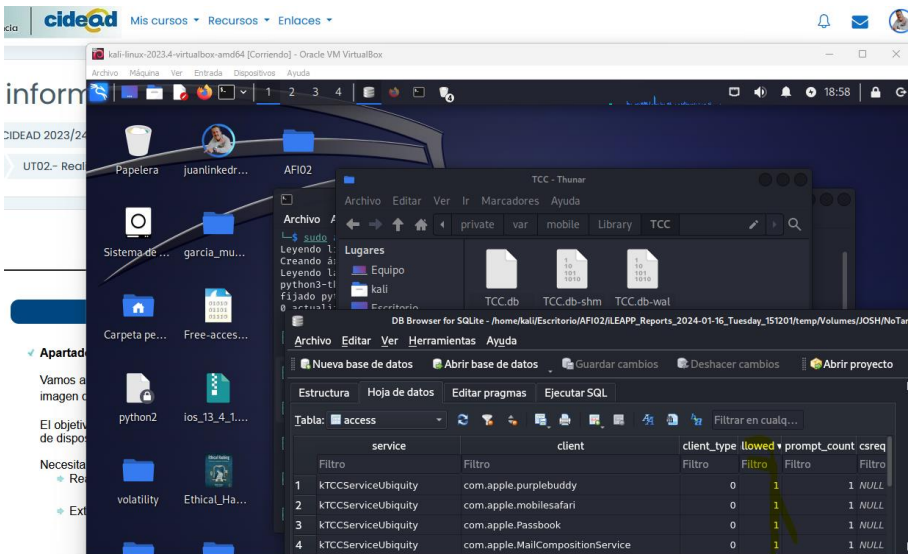 ncia cidead Mis cursos Recursos Enlaces
kali-linux-2023.4-virtualbox-amd64 [Corriendo] - Oracle VM VirtualBox
Archivo Máquina Ver Entrada Dispositivos Ayuda
1 2 3 4 18:58
inform
CIDEAD 2023/24
UT02.- Reali
Papelera juanlinkedr... AFI02
TCC - Thunar
Archivo Editar Ver Ir Marcadores Ayuda
Archivo A
private var mobile Library TCC
└─$ sudo
Leyendo l
Creando á
Leyendo la
python3-t
fijado py
0 actuali
Lugares
Equipo
kali
Escritorio
TCC.db TCC.db-shm TCC.db-wal
Sistema de ... garcia_mu...
Carpeta pe... Free-acces...
DB Browser for SQLite - /home/kali/Escritorio/AFI02/iLEAPP_Reports_2024-01-16_Tuesday_151201/temp/Volumes/JOSH/NoTar
Archivo Editar Ver Herramientas Ayuda
Nueva base de datos Abrir base de datos Guardar cambios Deshacer cambios Abrir proyecto
Estructura Hoja de datos Editar pragmas Ejecutar SQL
Tabla: access Filtrar en cualq...
service client client_type llowed prompt_count csreq
Filtro Filtro Filtro Filtro Filtro Filtro
1 kTCCServiceUbiquity com.apple.purplebuddy 0 1 1 NULL
2 kTCCServiceUbiquity com.apple.mobilesafari 0 1 1 NULL
3 kTCCServiceUbiquity com.apple.Passbook 0 1 1 NULL
4 kTCCServiceUbiquity com.apple.MailCompositionService 0 1 1 NULL
Apartad
Vamos a
imagen d
El objetiv
de dispos
Necesita
Rea
Ext
python2 ios_13_4_1....
volatility Ethical_Ha...